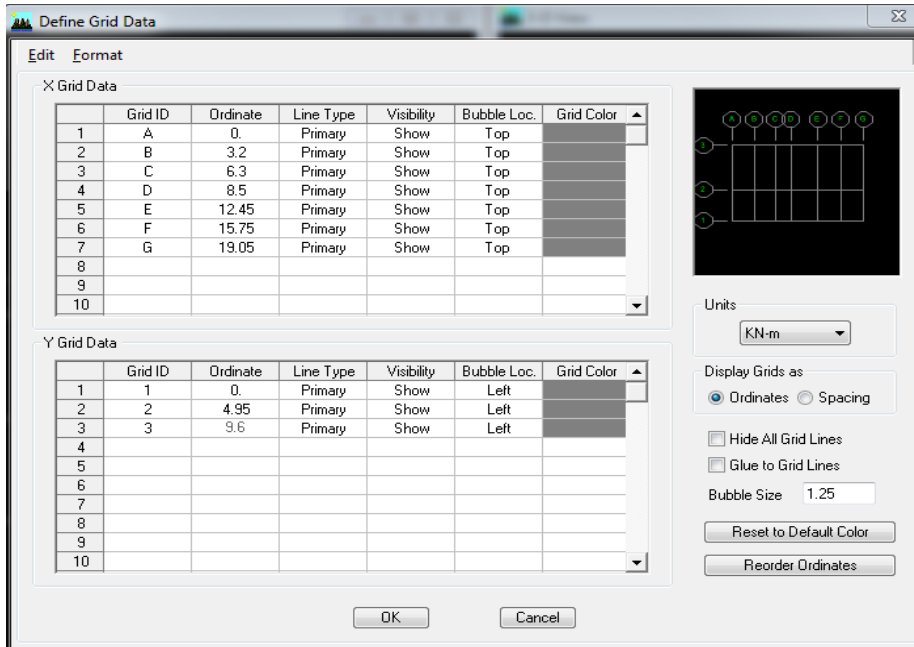 Define Grid Data
Edit Format
X Grid Data
Grid ID Ordinate Line Type Visibility Bubble Loc. Grid Color
1 A 0. Primary Show Top
2 B 3.2 Primary Show Top
3 C 6.3 Primary Show Top
4 D 8.5 Primary Show Top
5 E 12.45 Primary Show Top
6 F 15.75 Primary Show Top
7 G 19.05 Primary Show Top
8
9
10
A B C D E F G
3
2
1
Units
KN-m
Y Grid Data
Grid ID Ordinate Line Type Visibility Bubble Loc. Grid Color
1 1 0. Primary Show Left
2 2 4.95 Primary Show Left
3 3 9.6 Primary Show Left
4
5
6
7
8
9
10
Display Grids as
Ordinates Spacing
Hide All Grid Lines
Glue to Grid Lines
Bubble Size 1.25
Reset to Default Color
Reorder Ordinates
OK Cancel